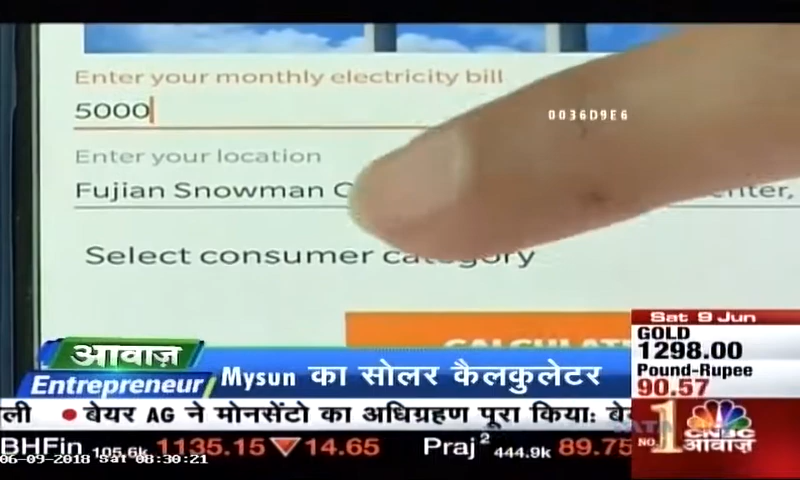 Enter your monthly electricity bill
5000
0036D9E6
Enter your location
Fujian Snowman
Select consumer category
CALCULATE
Sat 9 Jun
GOLD
1298.00
Pound-Rupee
90.57
आवाज़
Entrepreneur
Mysun का सोलर कैलकुलेटर
ली • बेयर AG ने मोनसेंटो का अधिग्रहण पूरा किया:
BHFin 105.6k 1135.15 14.65 Praj 2 444.9k 89.75
NO. 1 CNBC आवाज़
06-09-2018 Sat 08:30:21